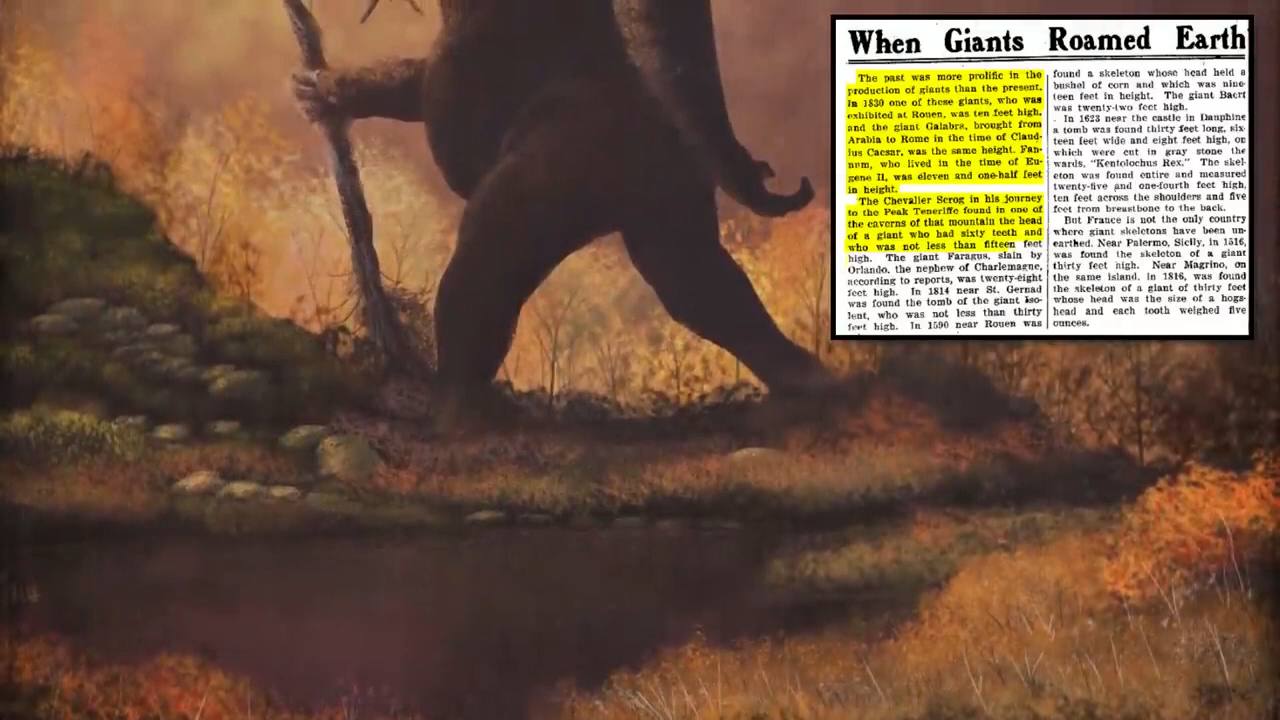 When Giants Roamed Earth
The past was more prolific in the
production of giants than the present.
In 1830 one of these giants, who was
exhibited at Rouen, was ten feet high,
and the giant Galabra, brought from
Arabia to Rome in the time of Claud-
ius Caesar, was the same height. Fan-
num, who lived in the time of Eu-
gene II, was eleven and one-half feet
in height.
The Chevalier Scrog in his journey
to the Peak Teneriffe found in one of
the caverns of that mountain the head
of a giant who had sixty teeth and
who was not less than fifteen feet
high. The giant Faragus, slain by
Orlando, the nephew of Charlemagne,
according to reports, was twenty-eight
feet high. In 1814 near St. Gernad
was found the tomb of the giant Iso-
lent, who was not less than thirty
feet high. In 1590 near Rouen was
found a skeleton whose head held a
bushel of corn and which was nine-
teen feet in height. The giant Bacrt
was twenty-two feet high.
In 1623 near the castle in Dauphine
a tomb was found thirty feet long, six-
teen feet wide and eight feet high, on
which were cut in gray stone the
words, "Kentolochus Rex." The skel-
eton was found entire and measured
twenty-five and one-fourth feet high,
ten feet across the shoulders and five
feet from breastbone to the back.
But France is not the only country
where giant skeletons have been un-
earthed. Near Palermo, Sicily, in 1516,
was found the skeleton of a giant
thirty feet high. Near Magrino, on
the same island, in 1816, was found
the skeleton of a giant of thirty feet
whose head was the size of a hogs-
head and each tooth weighed five
ounces.